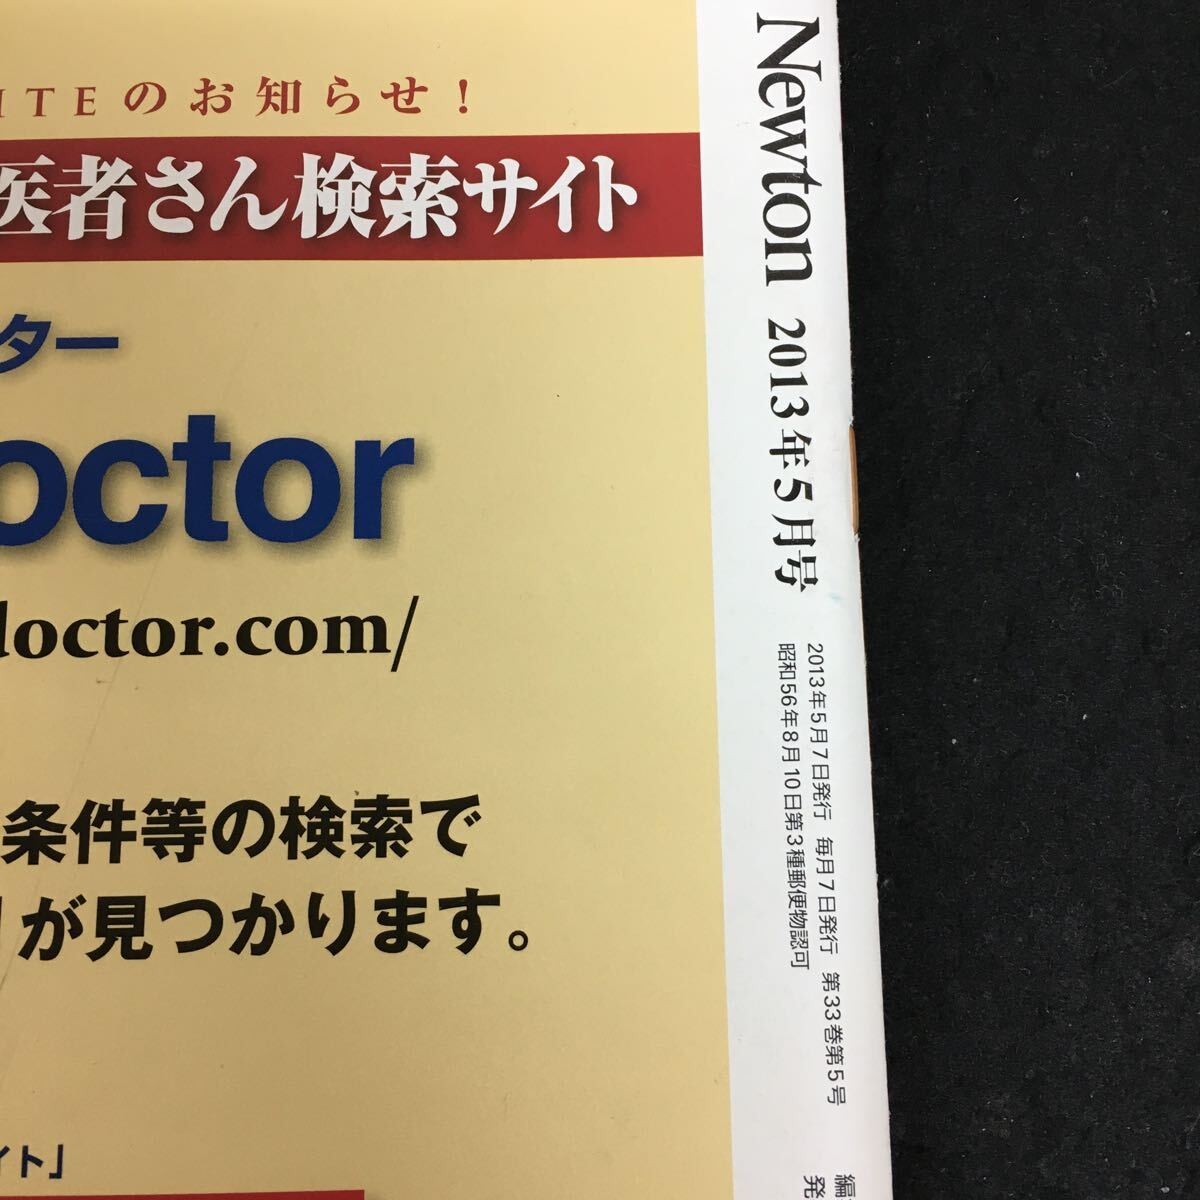 ITEのお知らせ！
医者さん検索サイト
ター
octor
doctor.com/
条件等の検索で
が見つかります。
イト」
Newton 2013年5月号
2013年5月7日発行 毎月7日発行 第33巻第5号
昭和56年8月10日第3種郵便物認可
編
発